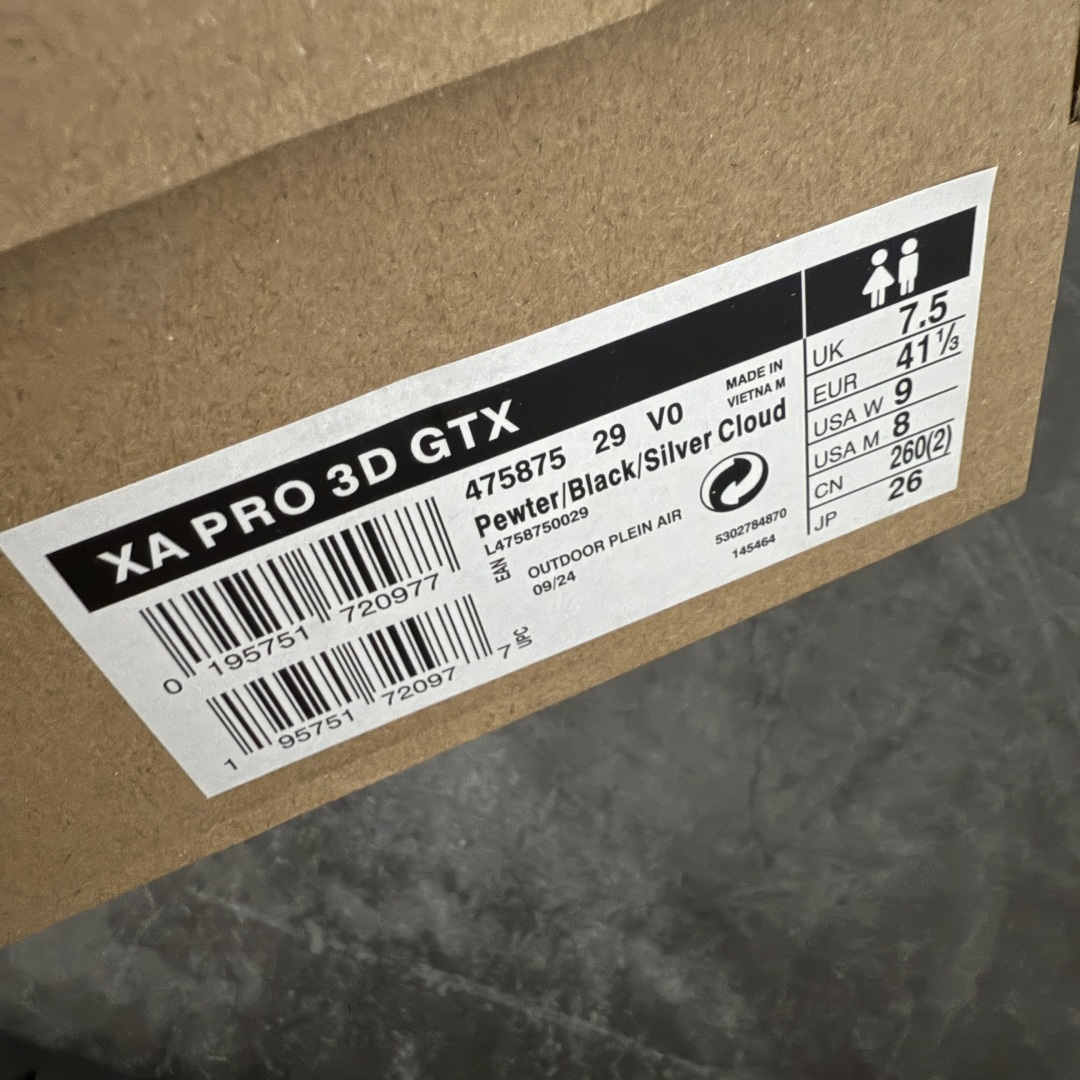 XA PRO 3D GTX
475875 29 V0
MADE IN
VIETNAM
Pewter/Black/Silver Cloud
L4758750029
EAN
OUTDOOR PLEIN AIR
09/24
5302784870
145464
0 195751 720977
1 95751 72097 7
UPC
UK 7.5
EUR 41⅓
USA W 9
USA M 8
CN 260(2)
JP 26